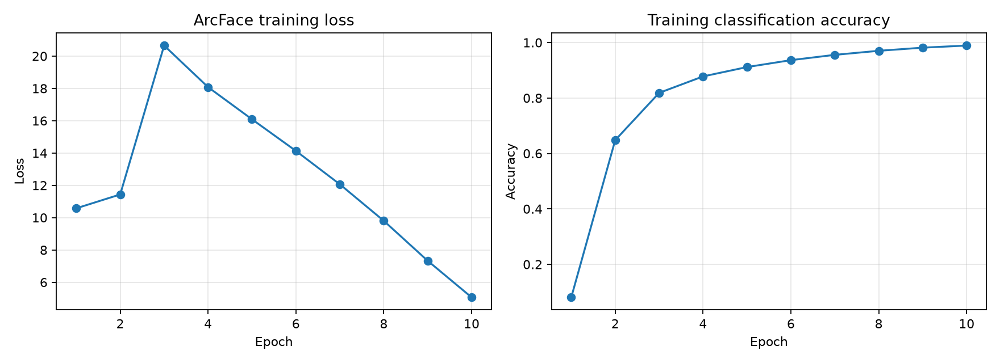 ArcFace training loss
Loss
20
18
16
14
12
10
8
6
2 4 6 8 10
Epoch
Training classification accuracy
Accuracy
1.0
0.8
0.6
0.4
0.2
2 4 6 8 10
Epoch